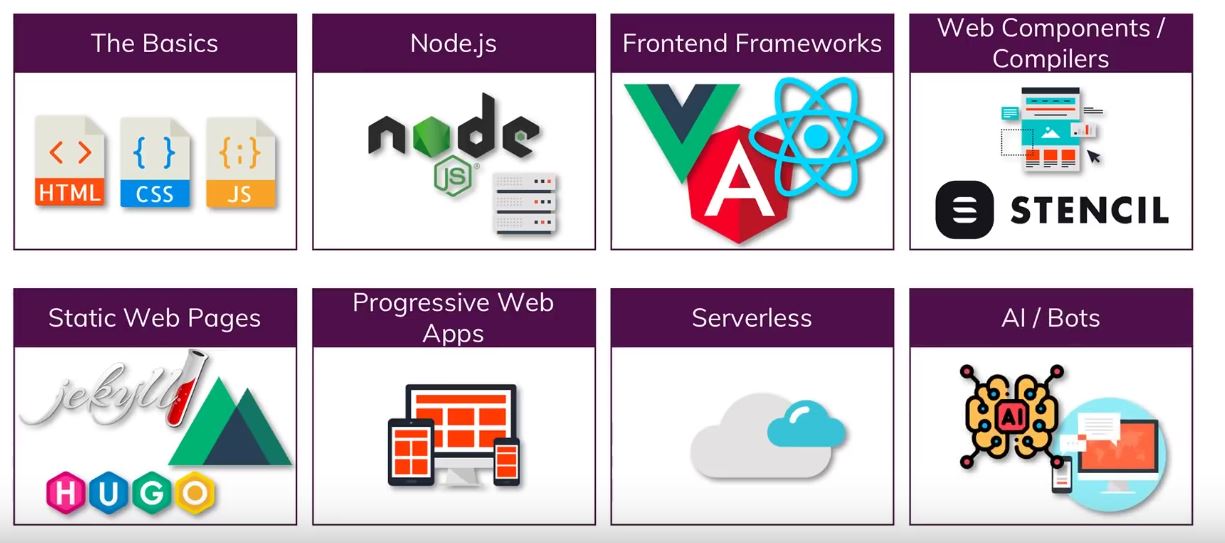 The Basics
Node.js
Frontend Frameworks
Web Components /
Compilers
< > HTML
{ } CSS
{;} JS
node
JS®
A
STENCIL
Static Web Pages
Progressive Web
Apps
Serverless
AI / Bots
jekyll
HUGO
AI